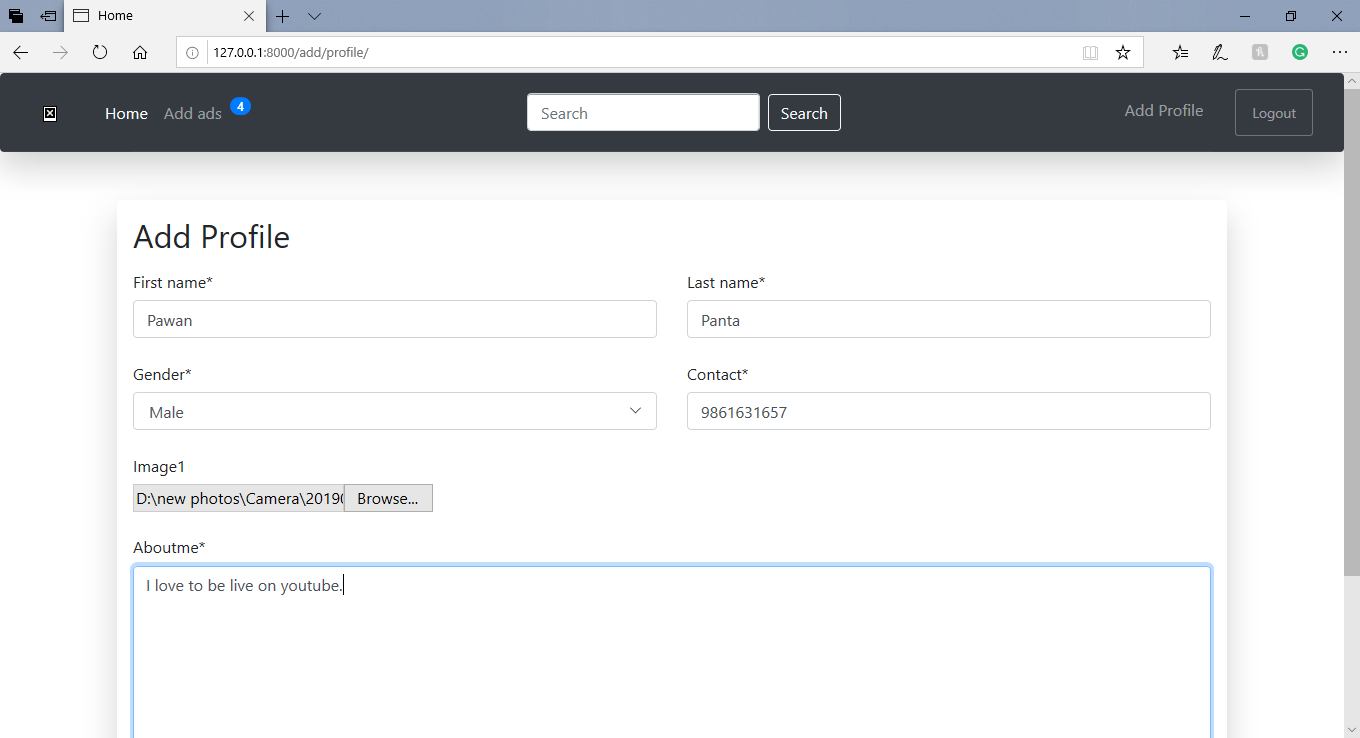 Home
127.0.0.1:8000/add/profile/
Home Add ads 4 Search Search Add Profile Logout
Add Profile
First name* Last name*
Pawan Panta
Gender* Contact*
Male 9861631657
Image1
D:\new photos\Camera\2019 Browse...
Aboutme*
I love to be live on youtube.